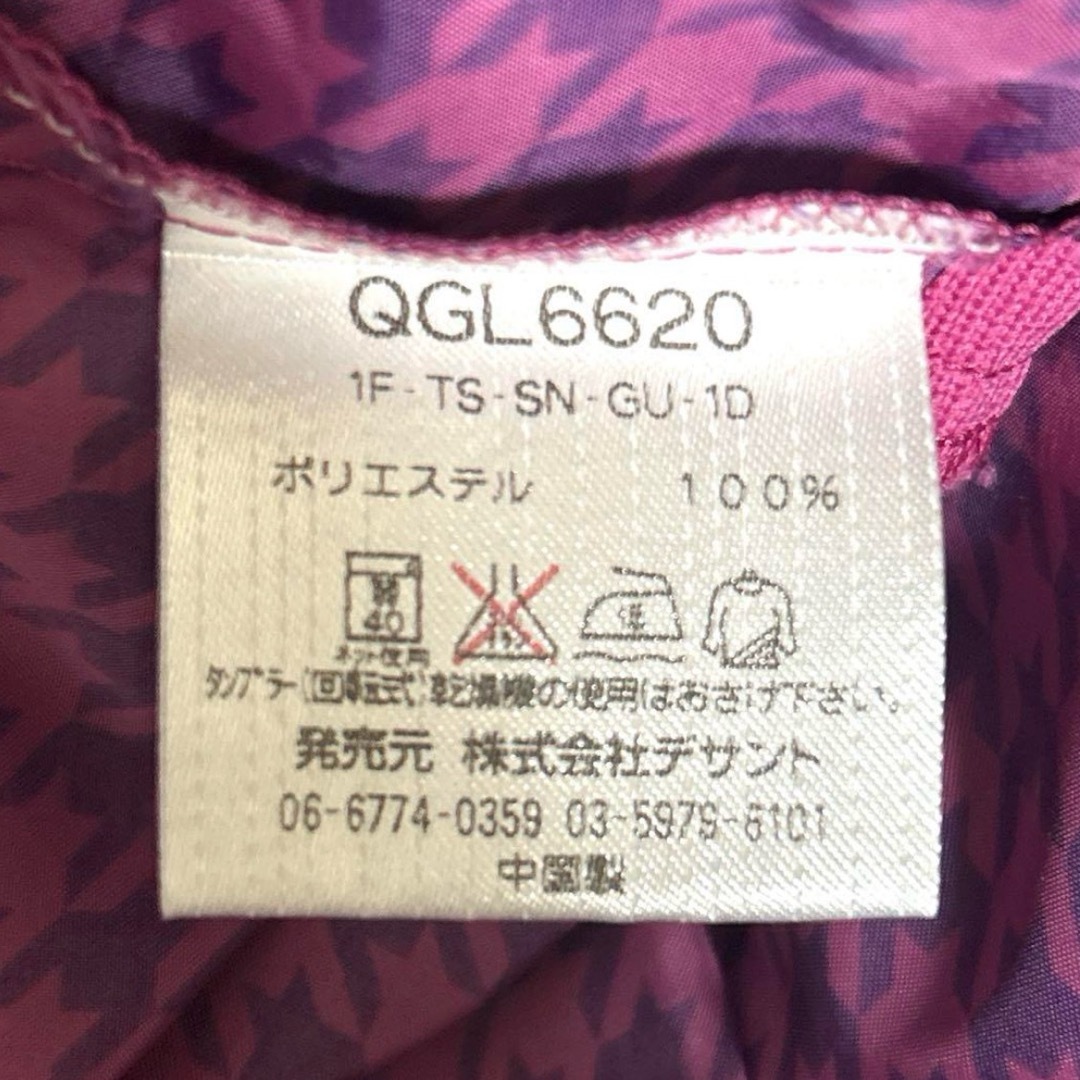 QGL6620
1F-TS-SN-GU-1D
ポリエステル 100%
弱
40
ネット使用
低
タンブラー(回転式)乾燥機の使用はおさけ下さい。
発売元 株式会社デサント
06-6774-0359 03-5979-6101
中国製